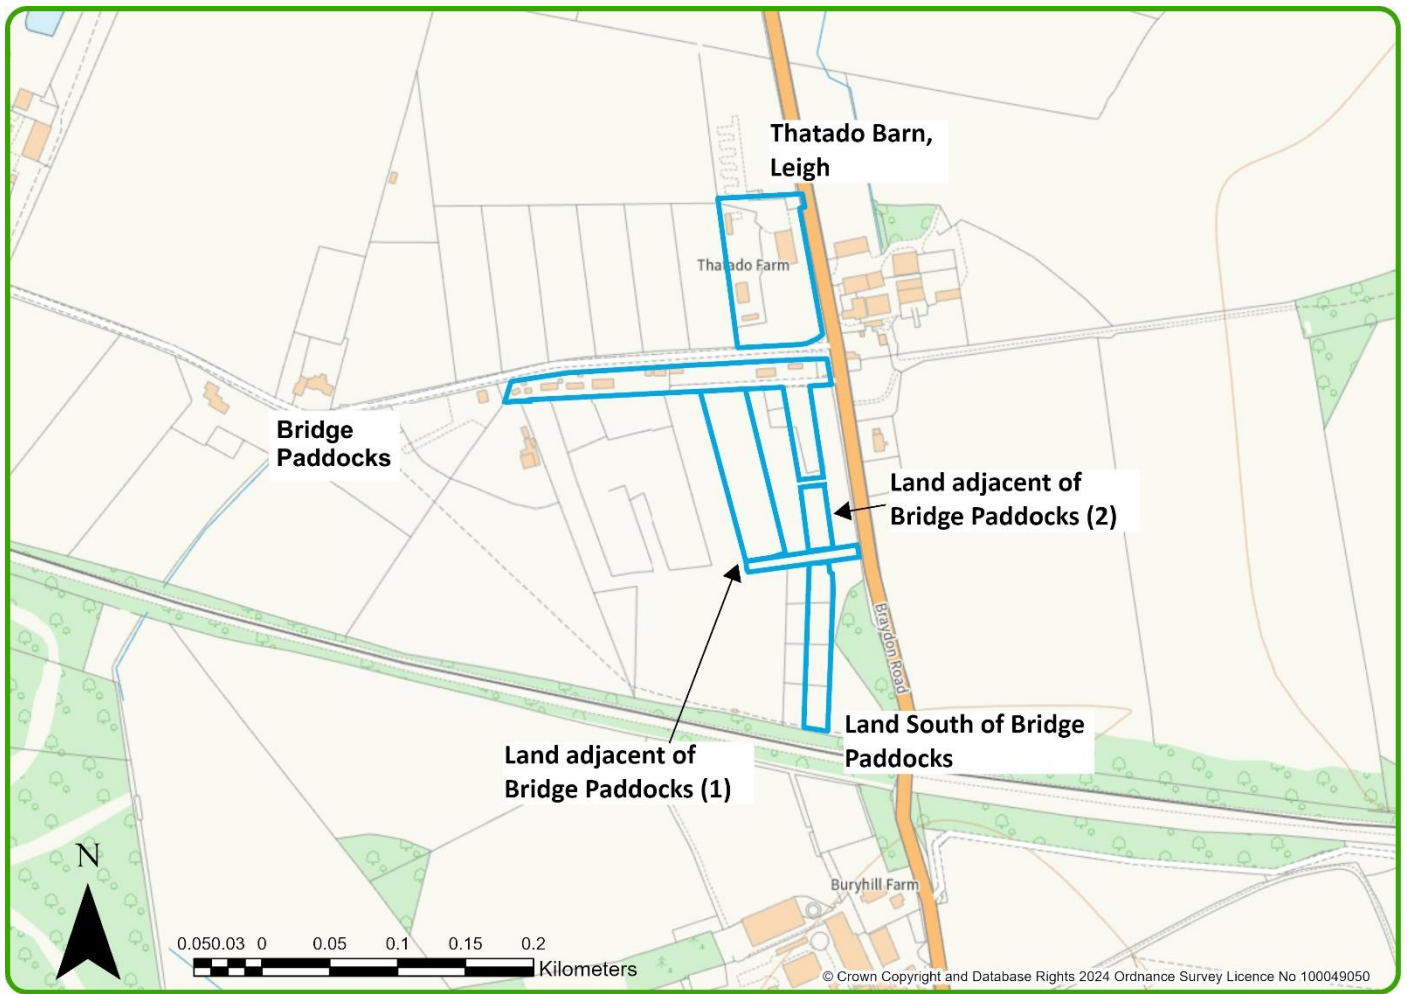 Thatado Barn,
Leigh
Thatado Farm
Bridge
Paddocks
Land adjacent of
Bridge Paddocks (2)
Braydon Road
Land South of Bridge
Paddocks
Land adjacent of
Bridge Paddocks (1)
N
Buryhill Farm
0.050.03 0 0.05 0.1 0.15 0.2
Kilometers
© Crown Copyright and Database Rights 2024 Ordnance Survey Licence No 100049050